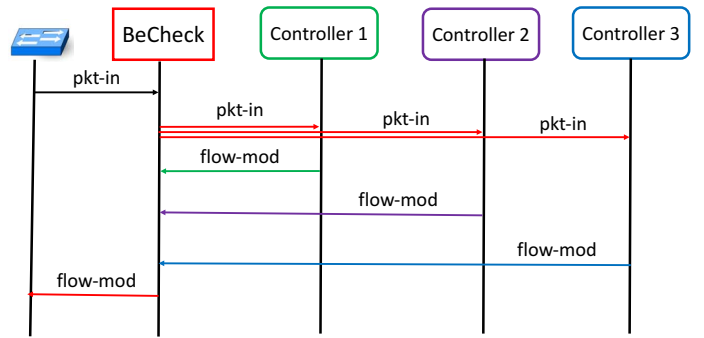 BeCheck
Controller 1
Controller 2
Controller 3
pkt-in
pkt-in
pkt-in
pkt-in
flow-mod
flow-mod
flow-mod
flow-mod